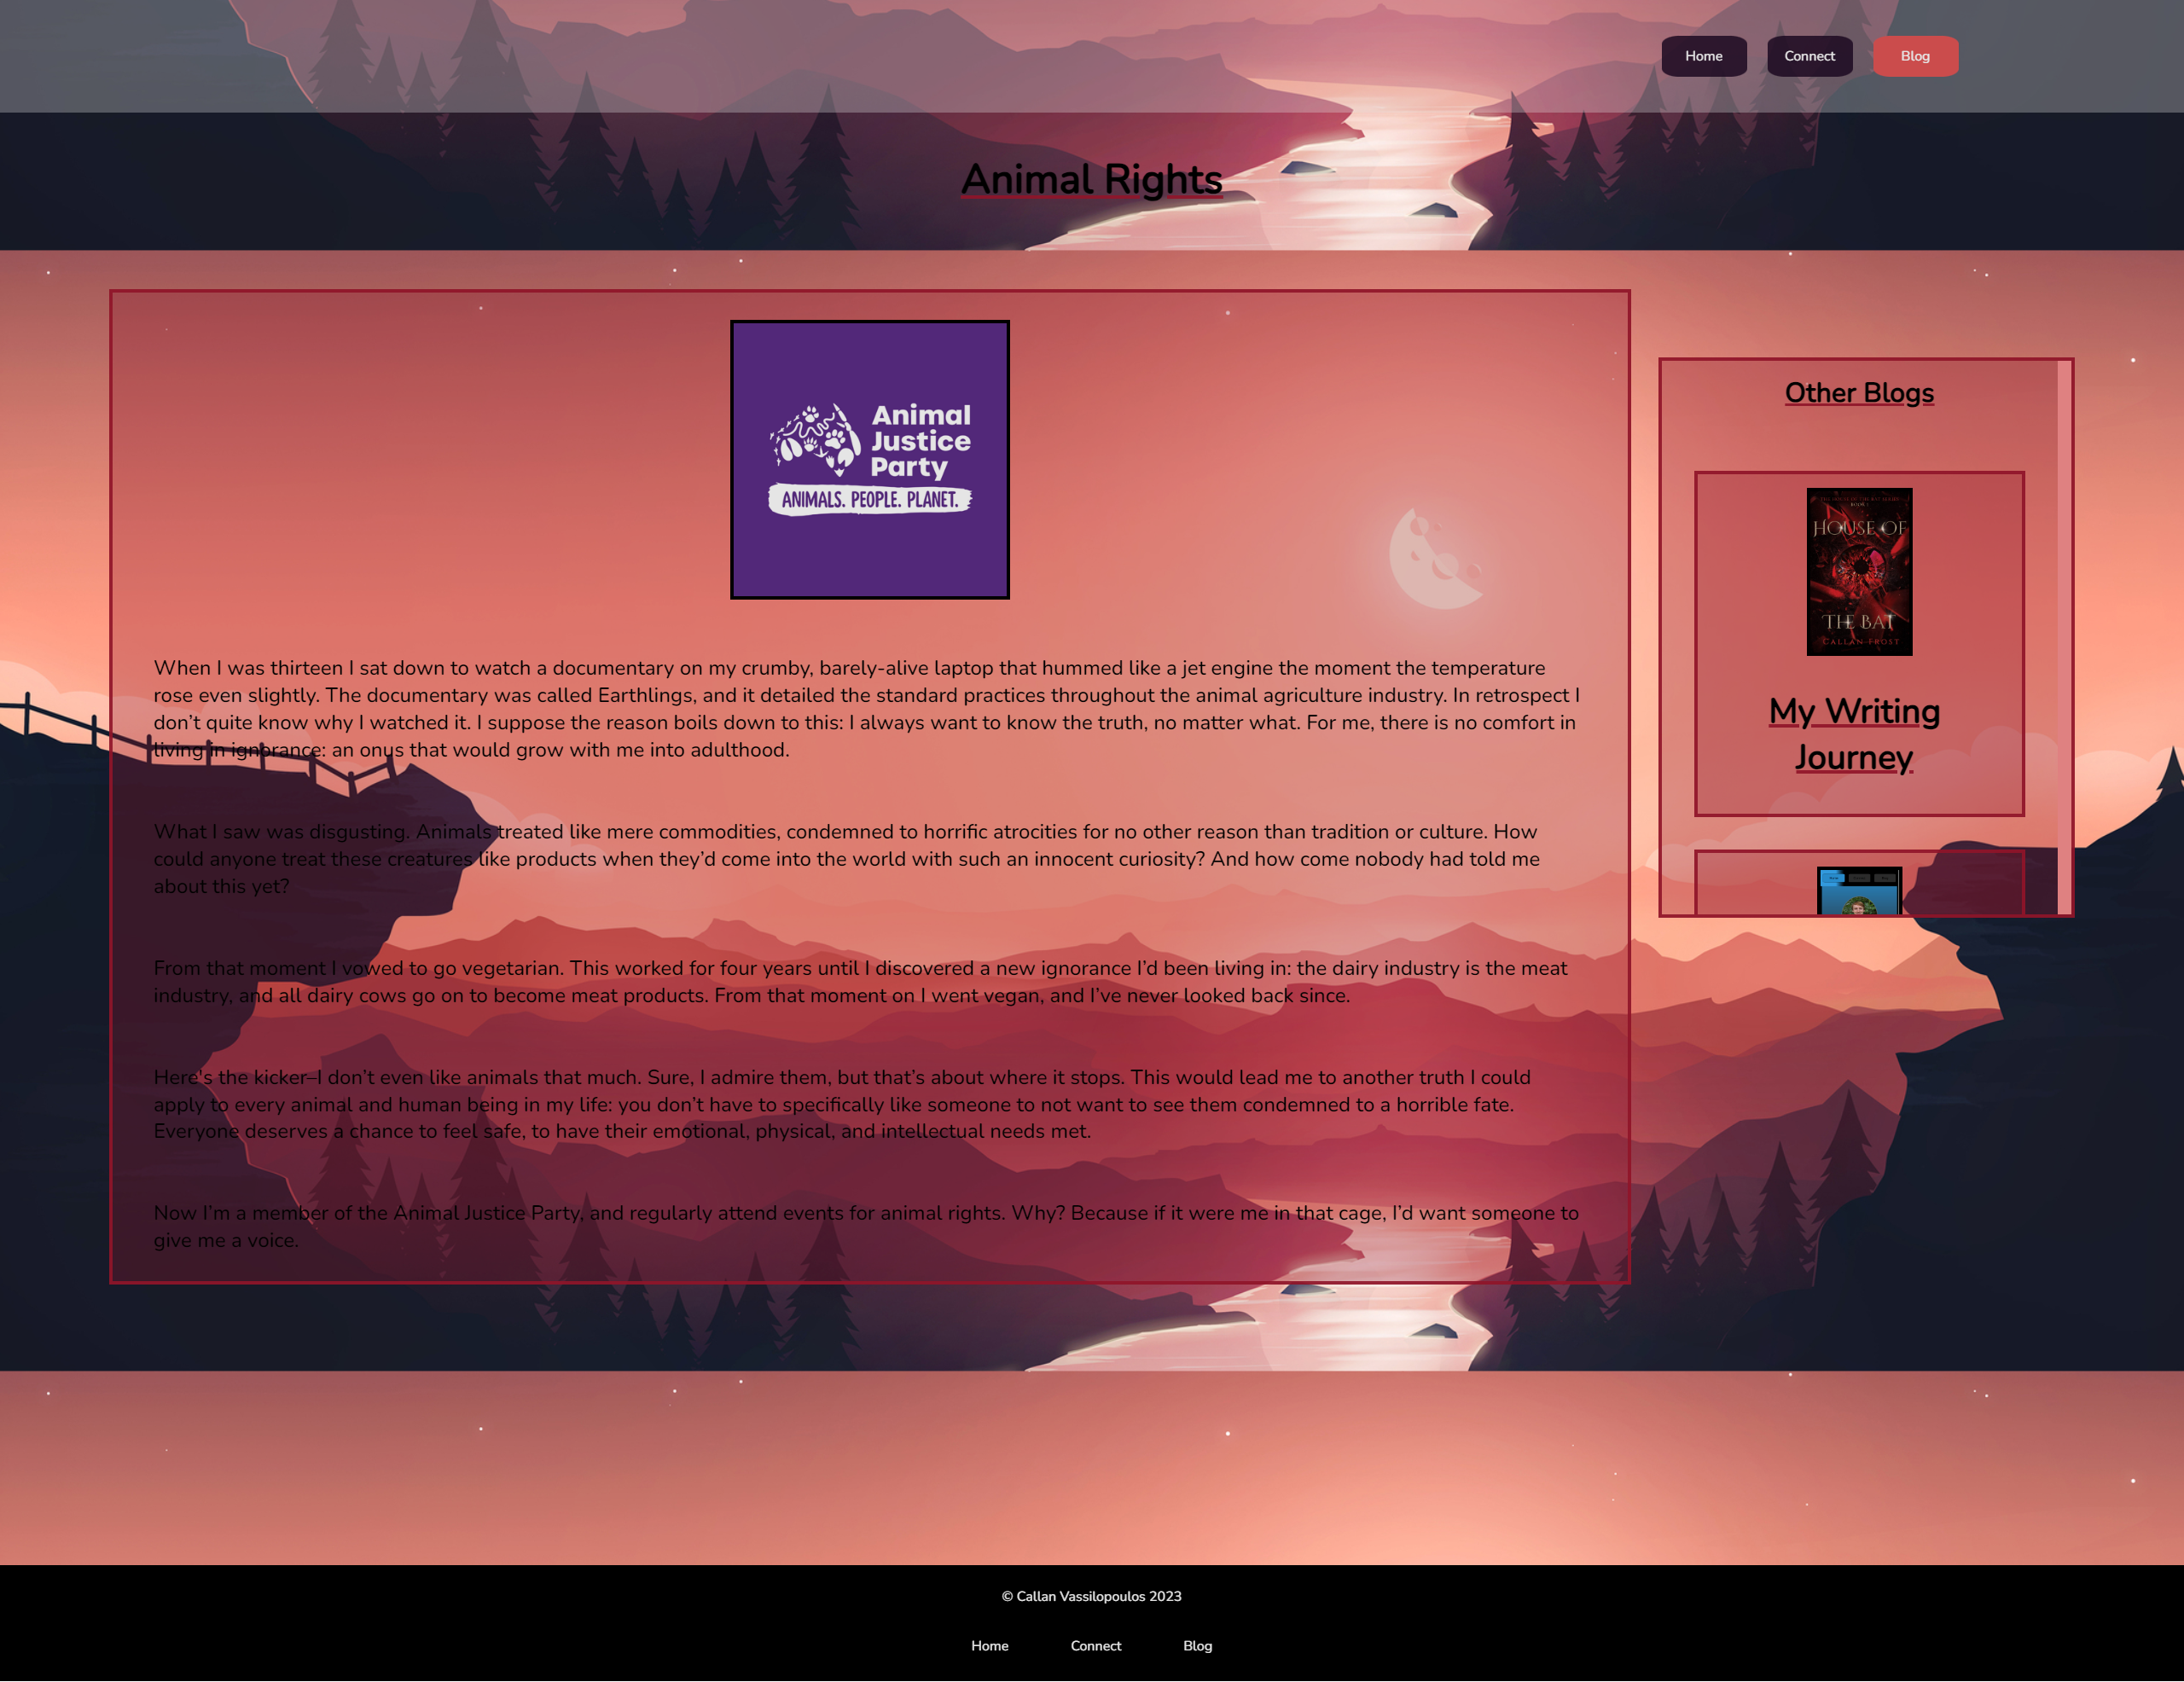 Home
Connect
Blog
Animal Rights
Animal
Justice
Party
ANIMALS. PEOPLE. PLANET.
When I was thirteen I sat down to watch a documentary on my crumby, barely-alive laptop that hummed like a jet engine the moment the temperature
rose even slightly. The documentary was called Earthlings, and it detailed the standard practices throughout the animal agriculture industry. In retrospect I
don’t quite know why I watched it. I suppose the reason boils down to this: I always want to know the truth, no matter what. For me, there is no comfort in
living in ignorance: an onus that would grow with me into adulthood.
What I saw was disgusting. Animals treated like mere commodities, condemned to horrific atrocities for no other reason than tradition or culture. How
could anyone treat these creatures like products when they’d come into the world with such an innocent curiosity? And how come nobody had told me
about this yet?
From that moment I vowed to go vegetarian. This worked for four years until I discovered a new ignorance I’d been living in: the dairy industry is the meat
industry, and all dairy cows go on to become meat products. From that moment on I went vegan, and I’ve never looked back since.
Here's the kicker–I don’t even like animals that much. Sure, I admire them, but that’s about where it stops. This would lead me to another truth I could
apply to every animal and human being in my life: you don’t have to specifically like someone to not want to see them condemned to a horrible fate.
Everyone deserves a chance to feel safe, to have their emotional, physical, and intellectual needs met.
Now I’m a member of the Animal Justice Party, and regularly attend events for animal rights. Why? Because if it were me in that cage, I’d want someone to
give me a voice.
Other Blogs
HOUSE OF
THE BAT
CALLAN FROST
My Writing
Journey
© Callan Vassilopoulos 2023
Home
Connect
Blog